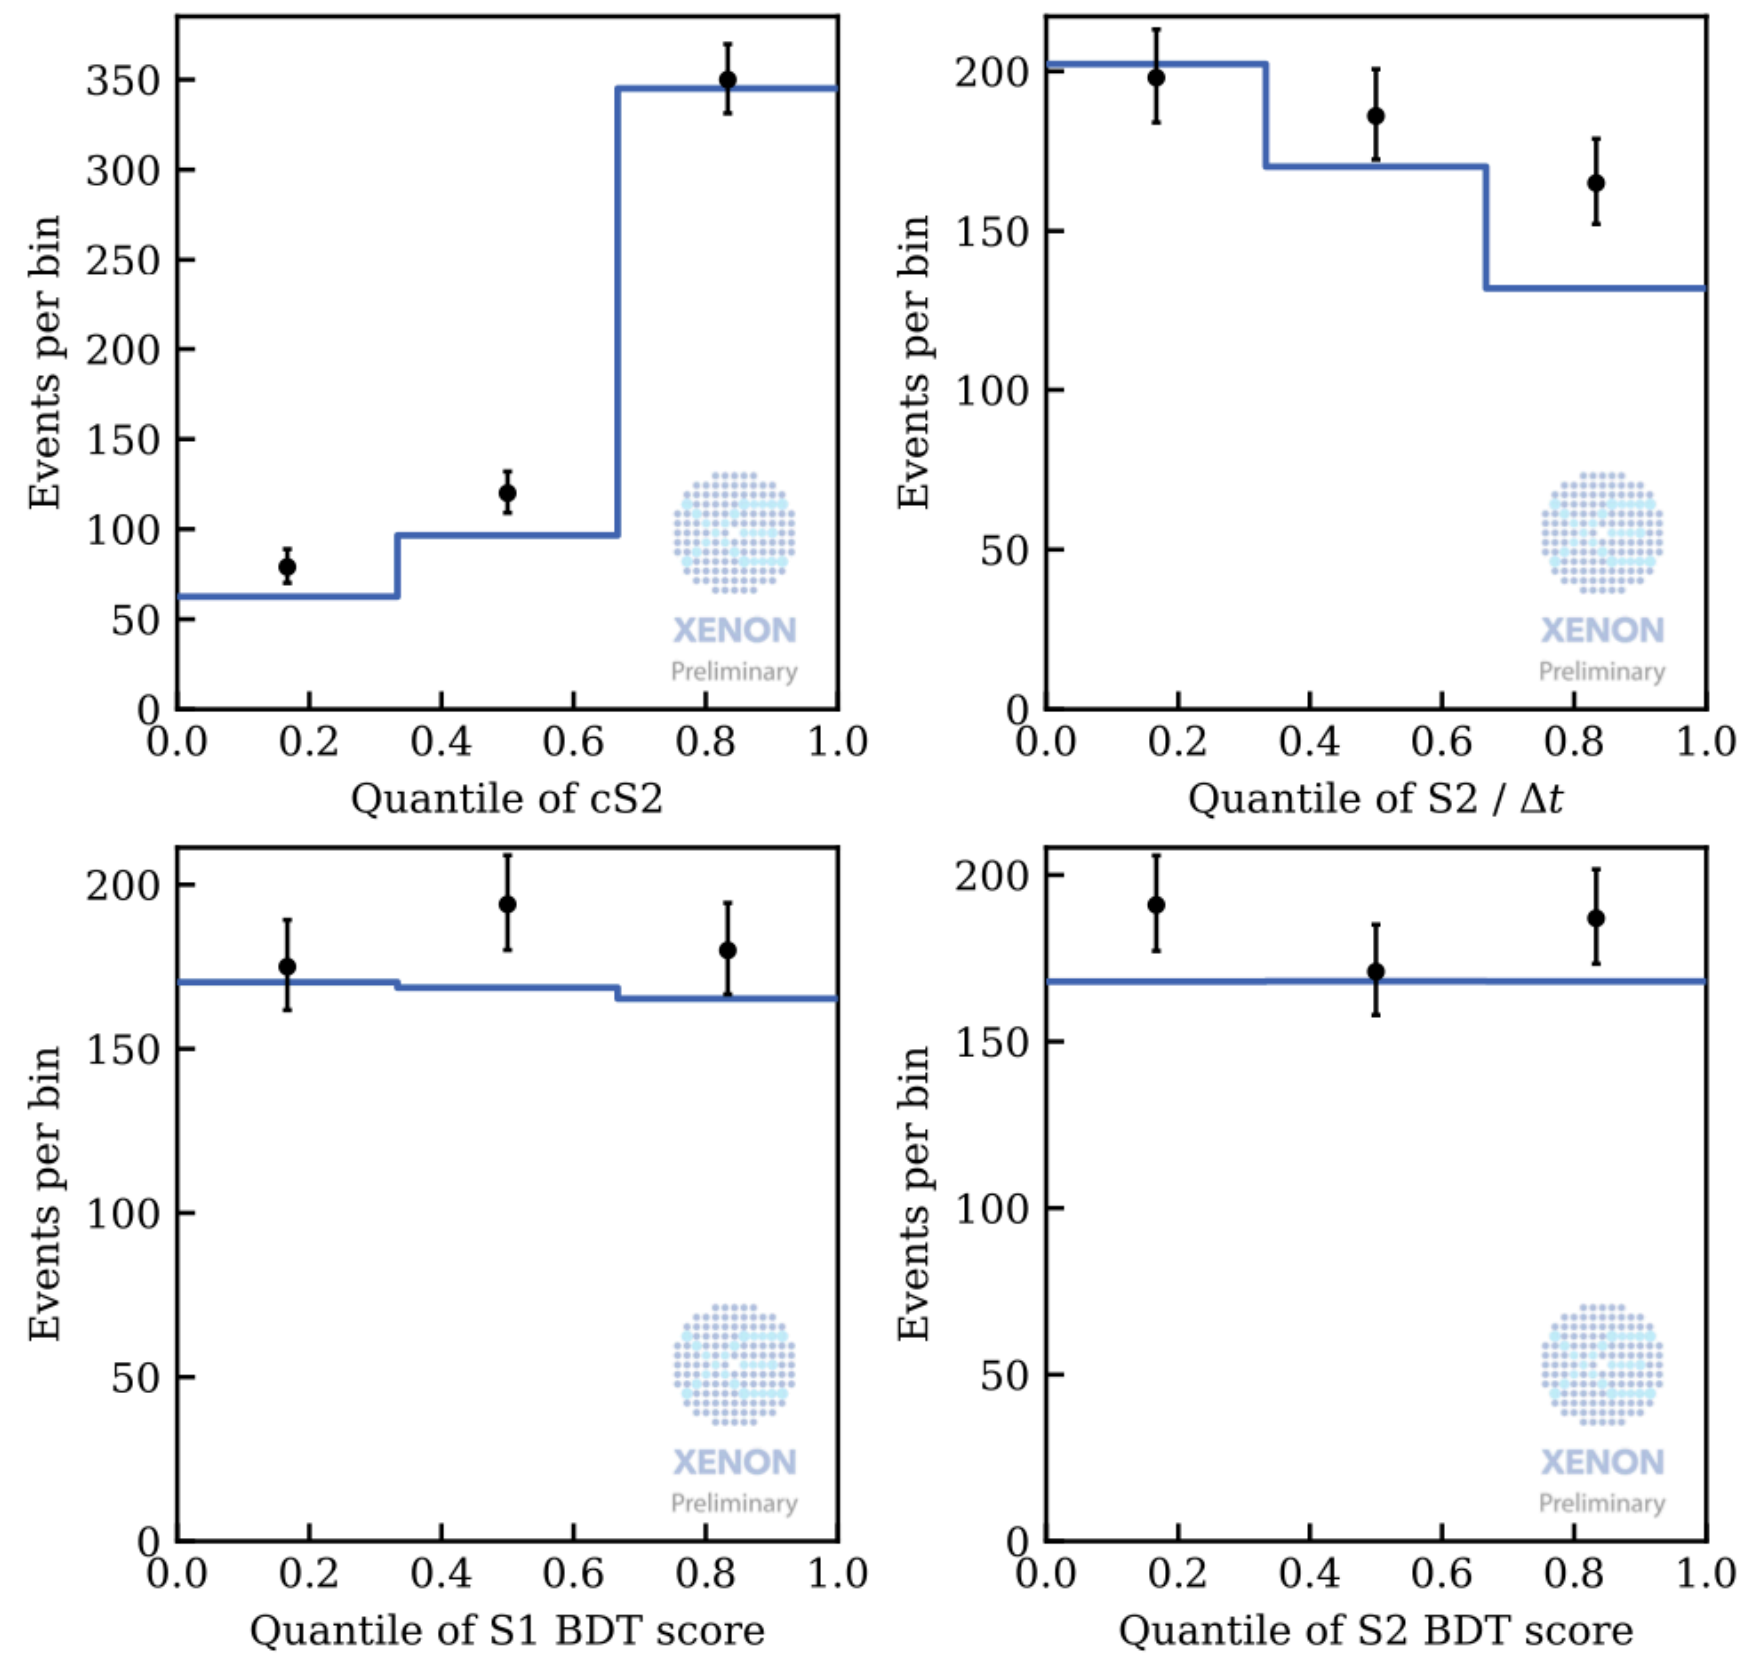 Events per bin
350
300
250
200
150
100
50
0
0.0 0.2 0.4 0.6 0.8 1.0
Quantile of cS2
XENON
Preliminary
Events per bin
200
150
100
50
0
0.0 0.2 0.4 0.6 0.8 1.0
Quantile of S2 / Δt
XENON
Preliminary
Events per bin
200
150
100
50
0
0.0 0.2 0.4 0.6 0.8 1.0
Quantile of S1 BDT score
XENON
Preliminary
Events per bin
200
150
100
50
0
0.0 0.2 0.4 0.6 0.8 1.0
Quantile of S2 BDT score
XENON
Preliminary